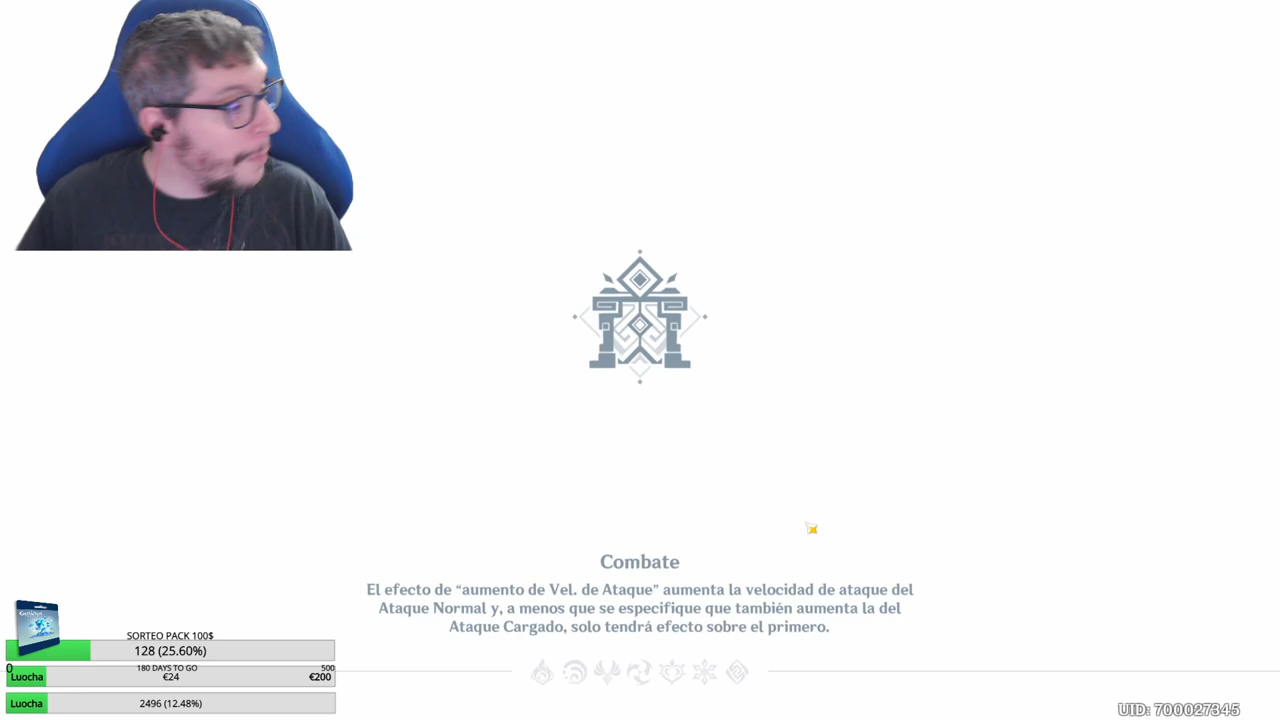 Combate
El efecto de “aumento de Vel. de Ataque” aumenta la velocidad de ataque del
Ataque Normal y, a menos que se especifique que también aumenta la del
Ataque Cargado, solo tendrá efecto sobre el primero.
SORTEO PACK 100$
128 (25.60%)
0 180 DAYS TO GO 500
Luocha €24 €200
Luocha 2496 (12.48%)
UID: 700027345